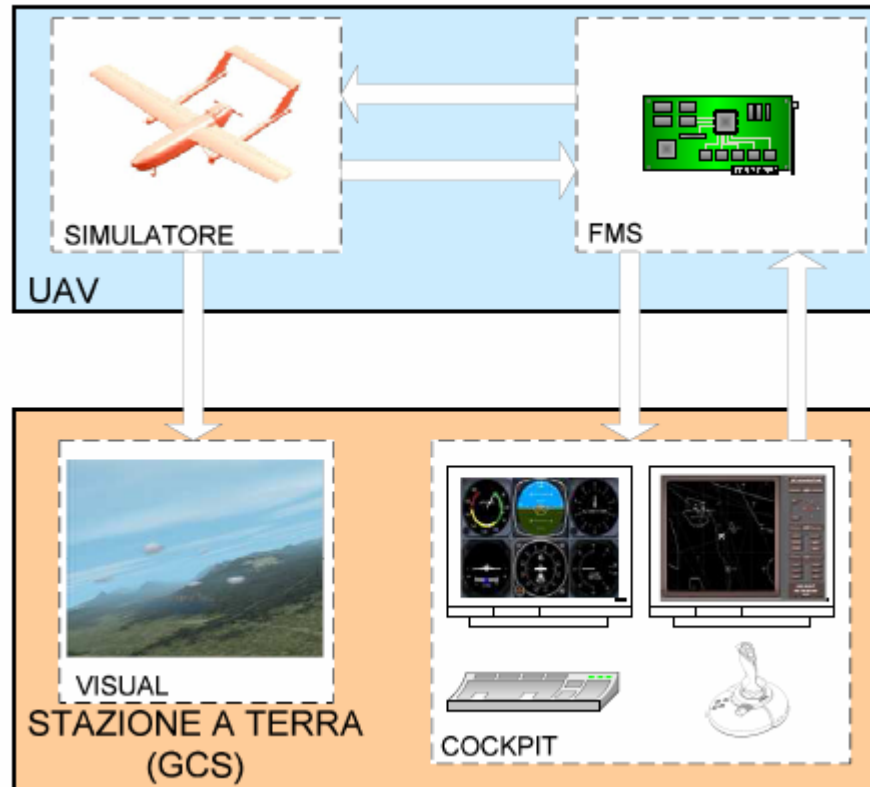 SIMULATORE
FMS
UAV
VISUAL
STAZIONE A TERRA
(GCS)
COCKPIT